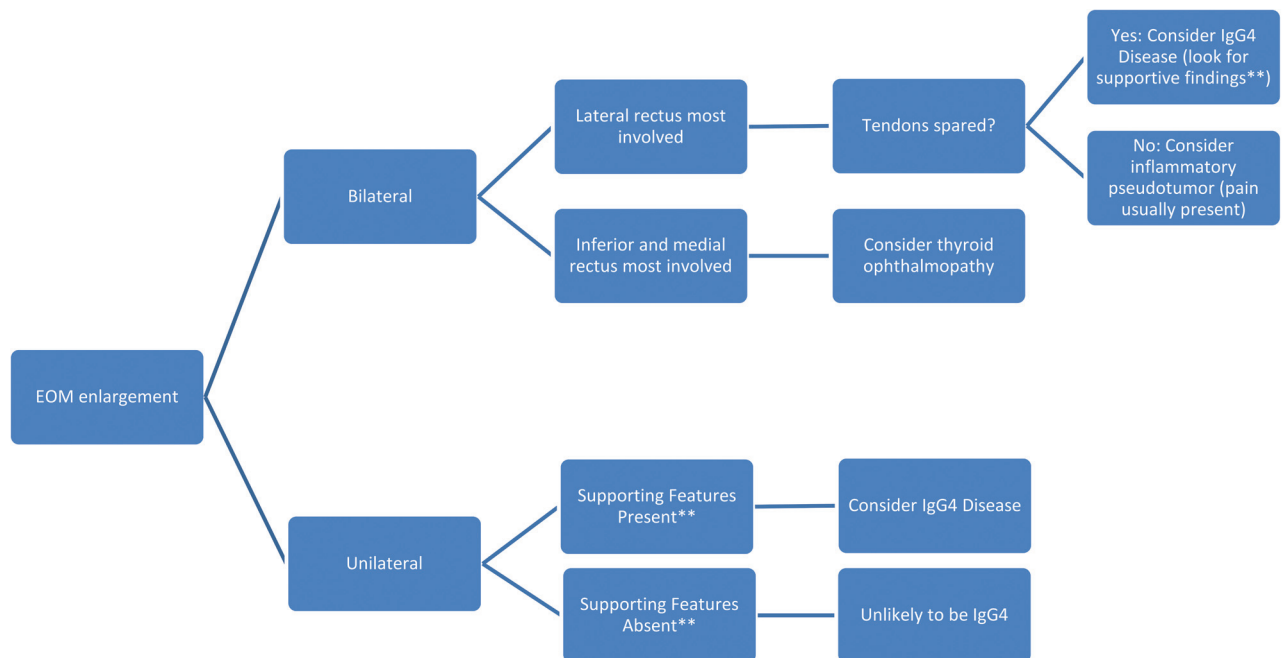 Yes: Consider IgG4
Disease (look for
supportive findings**)
Lateral rectus most
involved
Tendons spared?
No: Consider
inflammatory
pseudotumor (pain
usually present)
Bilateral
Inferior and medial
rectus most involved
Consider thyroid
ophthalmopathy
EOM enlargement
Supporting Features
Present**
Consider IgG4 Disease
Unilateral
Supporting Features
Absent**
Unlikely to be IgG4